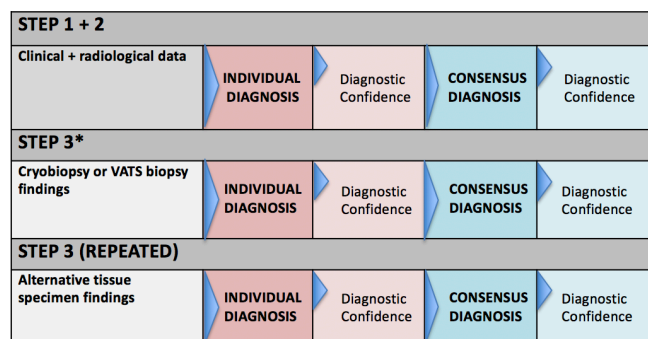 STEP 1 + 2
Clinical + radiological data
INDIVIDUAL
DIAGNOSIS
Diagnostic
Confidence
CONSENSUS
DIAGNOSIS
Diagnostic
Confidence
STEP 3*
Cryobiopsy or VATS biopsy
findings
INDIVIDUAL
DIAGNOSIS
Diagnostic
Confidence
CONSENSUS
DIAGNOSIS
Diagnostic
Confidence
STEP 3 (REPEATED)
Alternative tissue
specimen findings
INDIVIDUAL
DIAGNOSIS
Diagnostic
Confidence
CONSENSUS
DIAGNOSIS
Diagnostic
Confidence